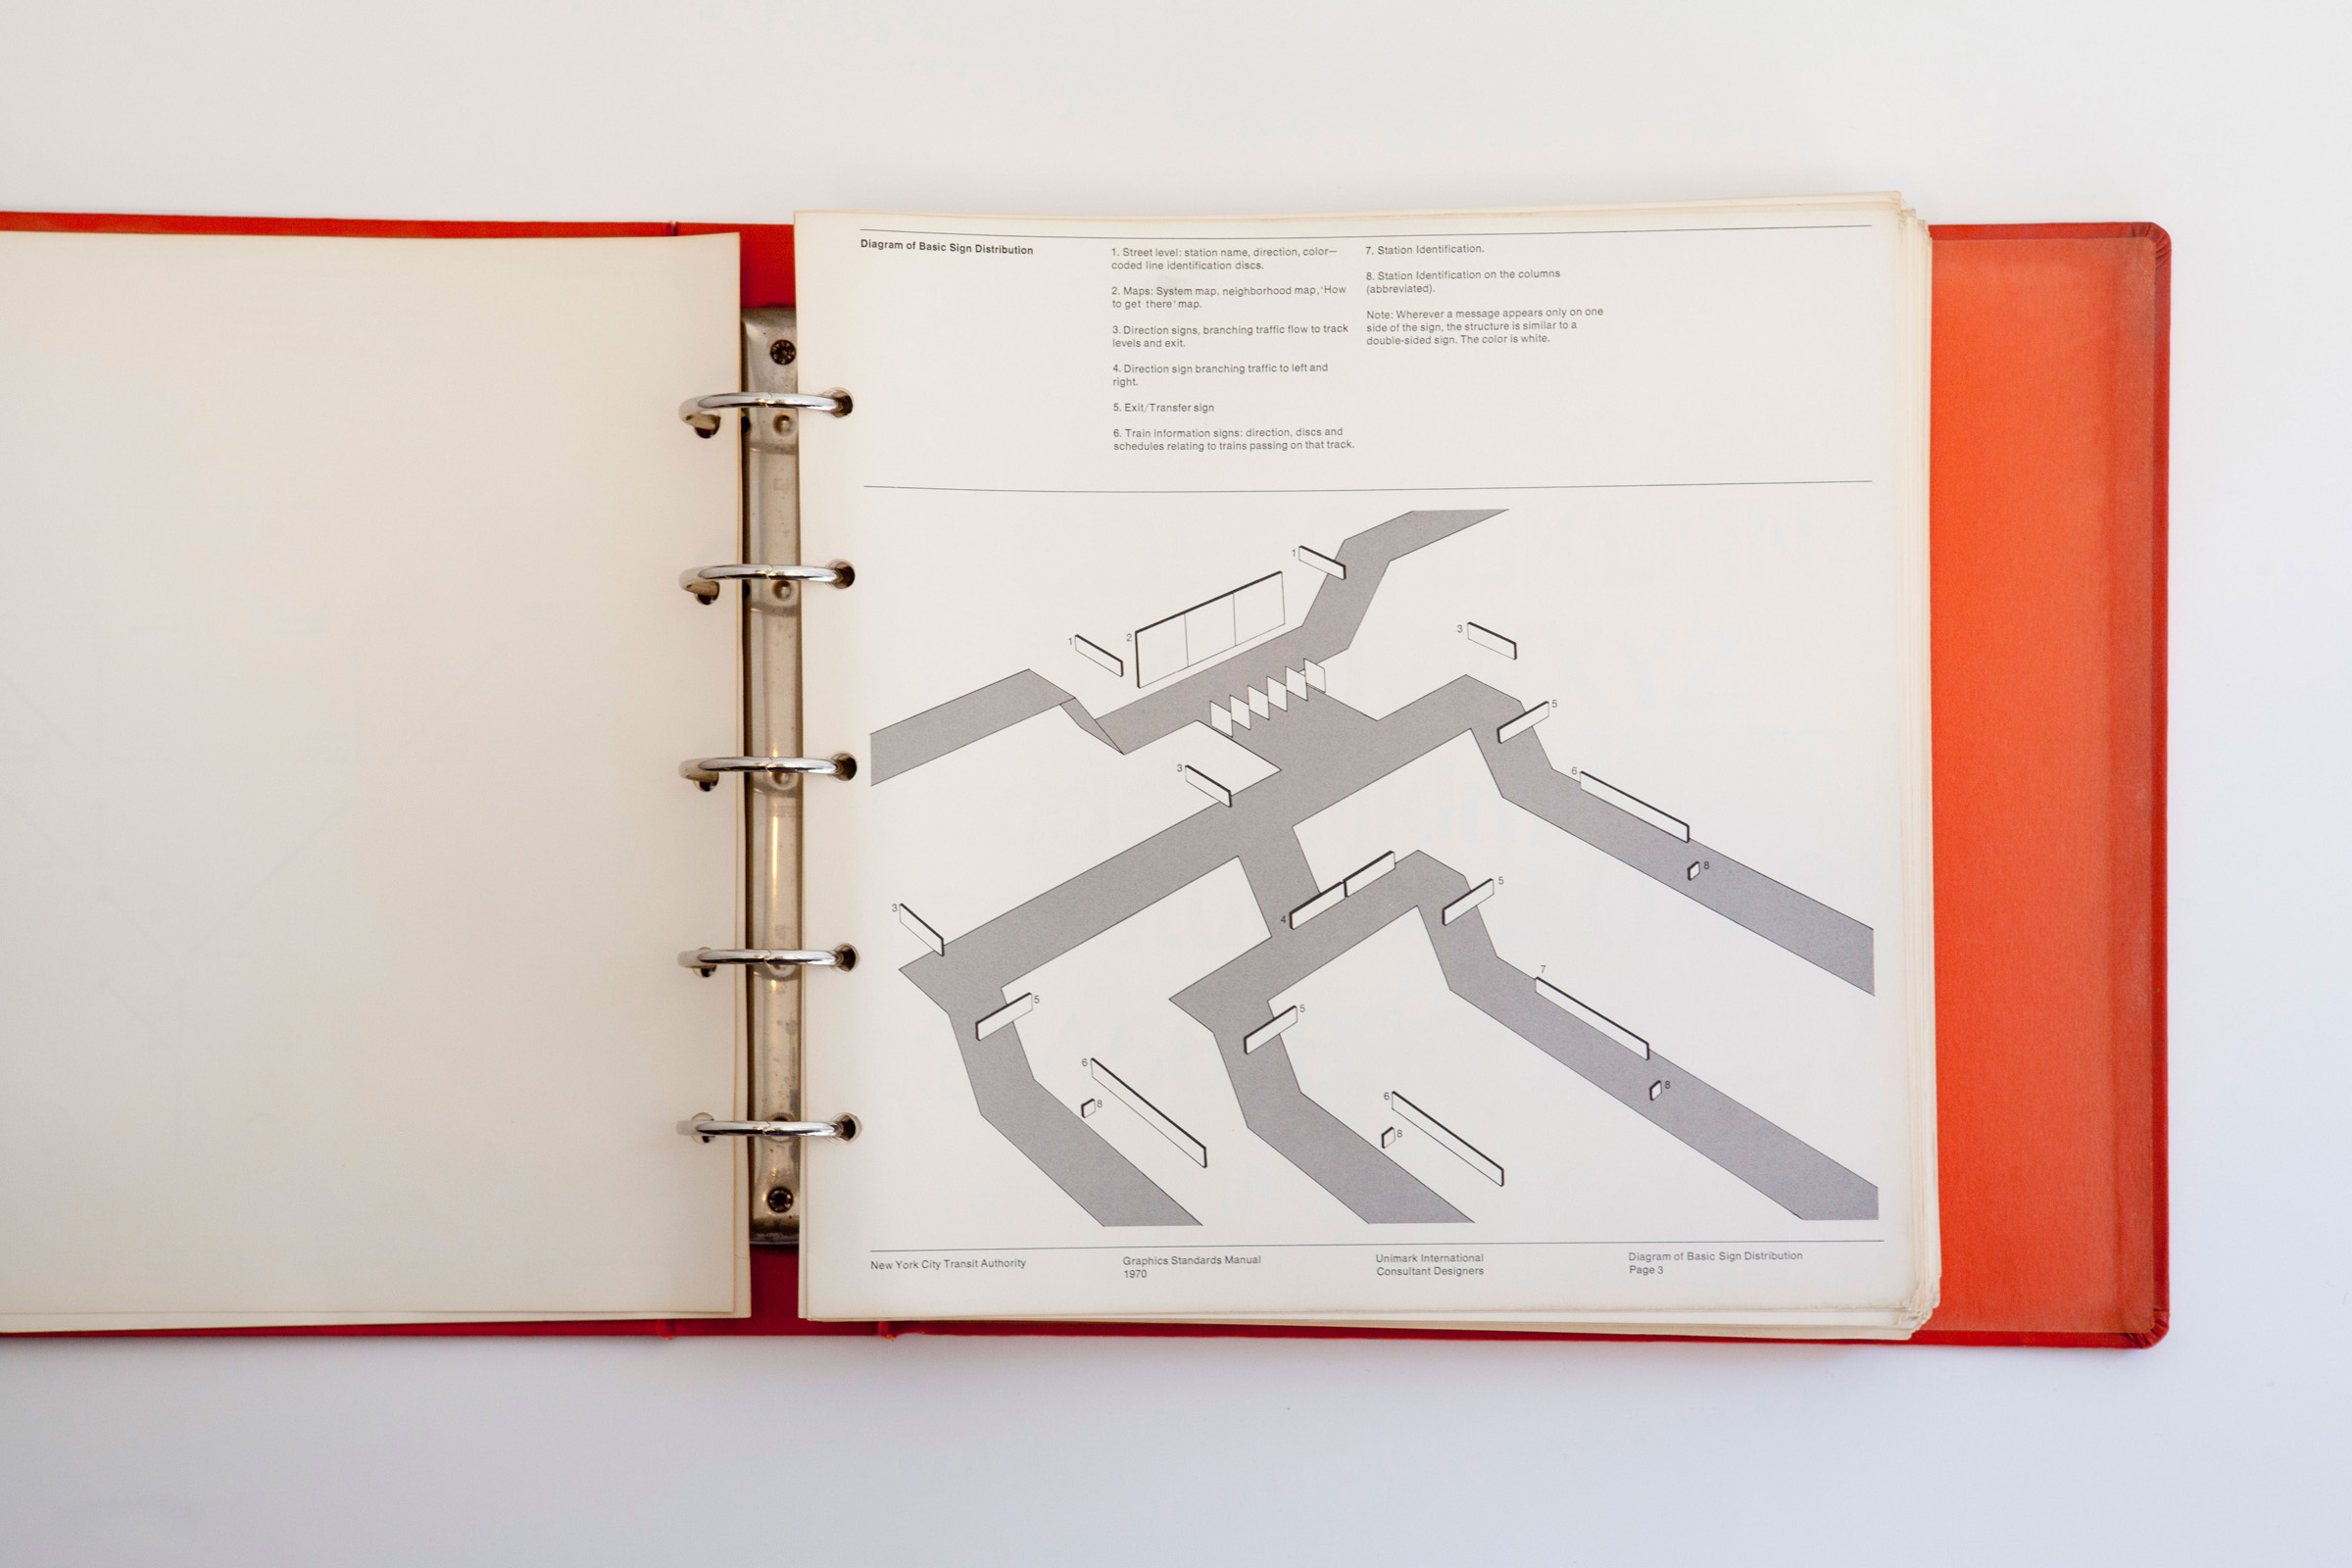 Diagram of Basic Sign Distribution
1. Street level: station name, direction, color—
coded line identification discs.
2. Maps: System map, neighborhood map,‘How
to get there’ map.
3. Direction signs, branching traffic flow to track
levels and exit.
4. Direction sign branching traffic to left and
right.
5. Exit/Transfer sign
6. Train information signs: direction, discs and
schedules relating to trains passing on that track.
7. Station Identification.
8. Station Identification on the columns
(abbreviated).
Note: Wherever a message appears only on one
side of the sign, the structure is similar to a
double-sided sign. The color is white.
1
1
2
3
5
3
6
8
5
4
3
7
5
5
6
8
8
6
8
New York City Transit Authority
Graphics Standards Manual
1970
Unimark International
Consultant Designers
Diagram of Basic Sign Distribution
Page 3